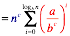 = n^c \sum_{i=0}^{\log_b n} \left( \frac{a}{b^c} \right)^i